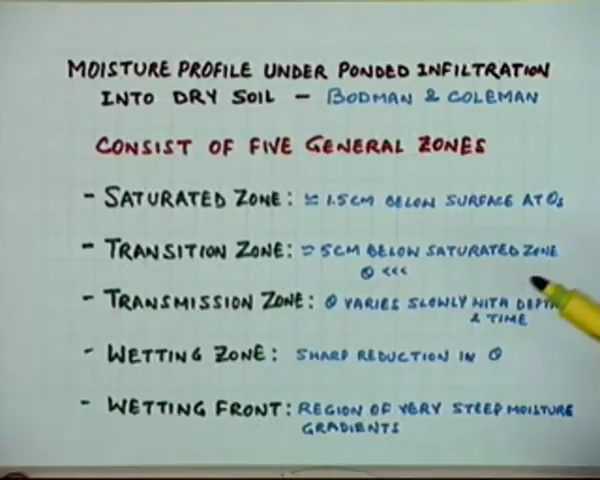 MOISTURE PROFILE UNDER PONDED INFILTRATION
INTO DRY SOIL - BODMAN & COLEMAN
CONSIST OF FIVE GENERAL ZONES
- SATURATED ZONE: ≃ 1.5CM BELOW SURFACE AT θs
- TRANSITION ZONE: ≃ 5CM BELOW SATURATED ZONE
θ <<<
- TRANSMISSION ZONE: θ VARIES SLOWLY WITH DEPTH
& TIME
- WETTING ZONE: SHARP REDUCTION IN θ
- WETTING FRONT: REGION OF VERY STEEP MOISTURE
GRADIENTS